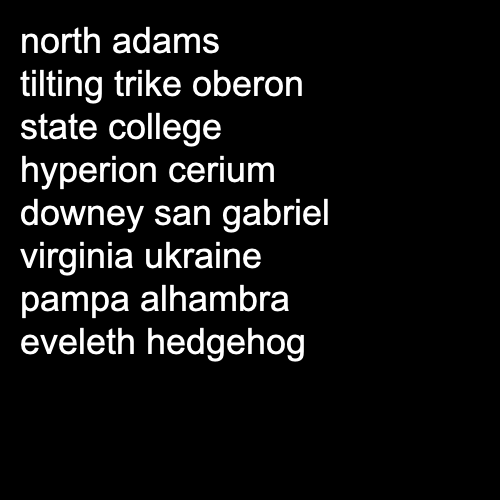 north adams
tilting trike oberon
state college
hyperion cerium
downey san gabriel
virginia ukraine
pampa alhambra
eveleth hedgehog